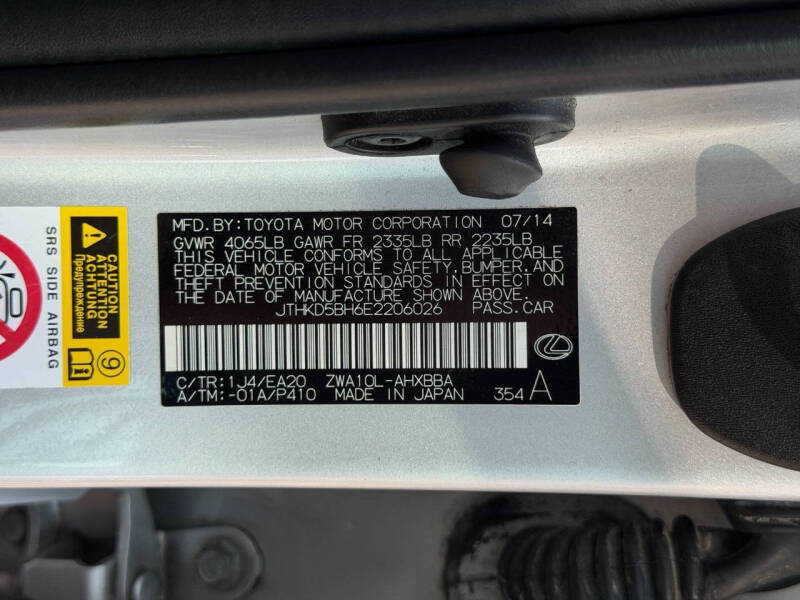 MFD.BY:TOYOTA MOTOR CORPORATION 07/14
GVWR 4065LB GAWR FR 2335LB RR 2235LB
THIS VEHICLE CONFORMS TO ALL APPLICABLE
FEDERAL MOTOR VEHICLE SAFETY,BUMPER,AND
THEFT PREVENTION STANDARDS IN EFFECT ON
THE DATE OF MANUFACTURE SHOWN ABOVE.
JTHKD5BH6E2206026 PASS.CAR
C/TR:1J4/EA20 ZWA10L-AHXBBA
A/TM:-01A/P410 MADE IN JAPAN 354 A
SRS SIDE AIRBAG
CAUTION
ATTENTION
ACHTUNG
Предупреждение
9